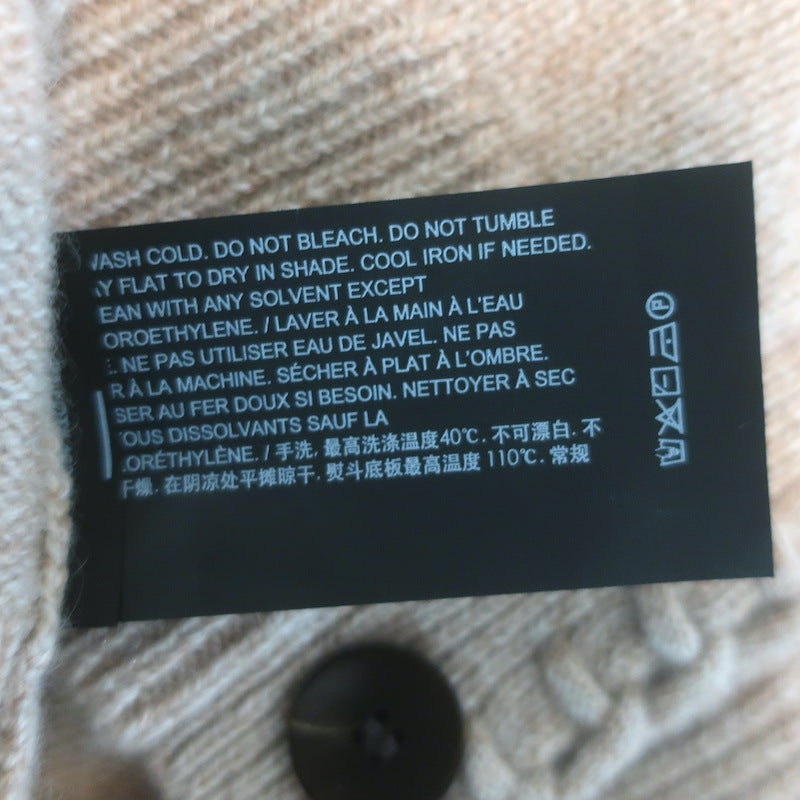 WASH COLD. DO NOT BLEACH. DO NOT TUMBLE
Y FLAT TO DRY IN SHADE. COOL IRON IF NEEDED.
EAN WITH ANY SOLVENT EXCEPT
OROETHYLENE. / LAVER À LA MAIN À L'EAU
. NE PAS UTILISER EAU DE JAVEL. NE PAS
R À LA MACHINE. SÉCHER À PLAT À L'OMBRE.
SER AU FER DOUX SI BESOIN. NETTOYER À SEC
OUS DISSOLVANTS SAUF LA
ORÉTHYLÈNE. / 手洗. 最高洗涤温度40℃. 不可漂白. 不
干燥. 在阴凉处平摊晾干. 熨斗底板最高温度 110℃. 常规
P